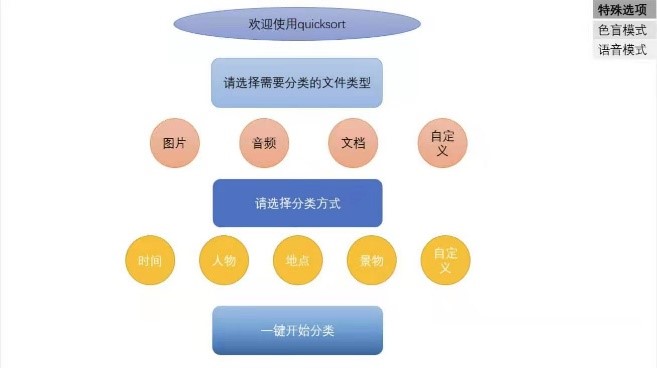 欢迎使用quicksort
特殊选项
色盲模式
语音模式
请选择需要分类的文件类型
图片
音频
文档
自定
义
请选择分类方式
时间
人物
地点
景物
自定
义
一键开始分类